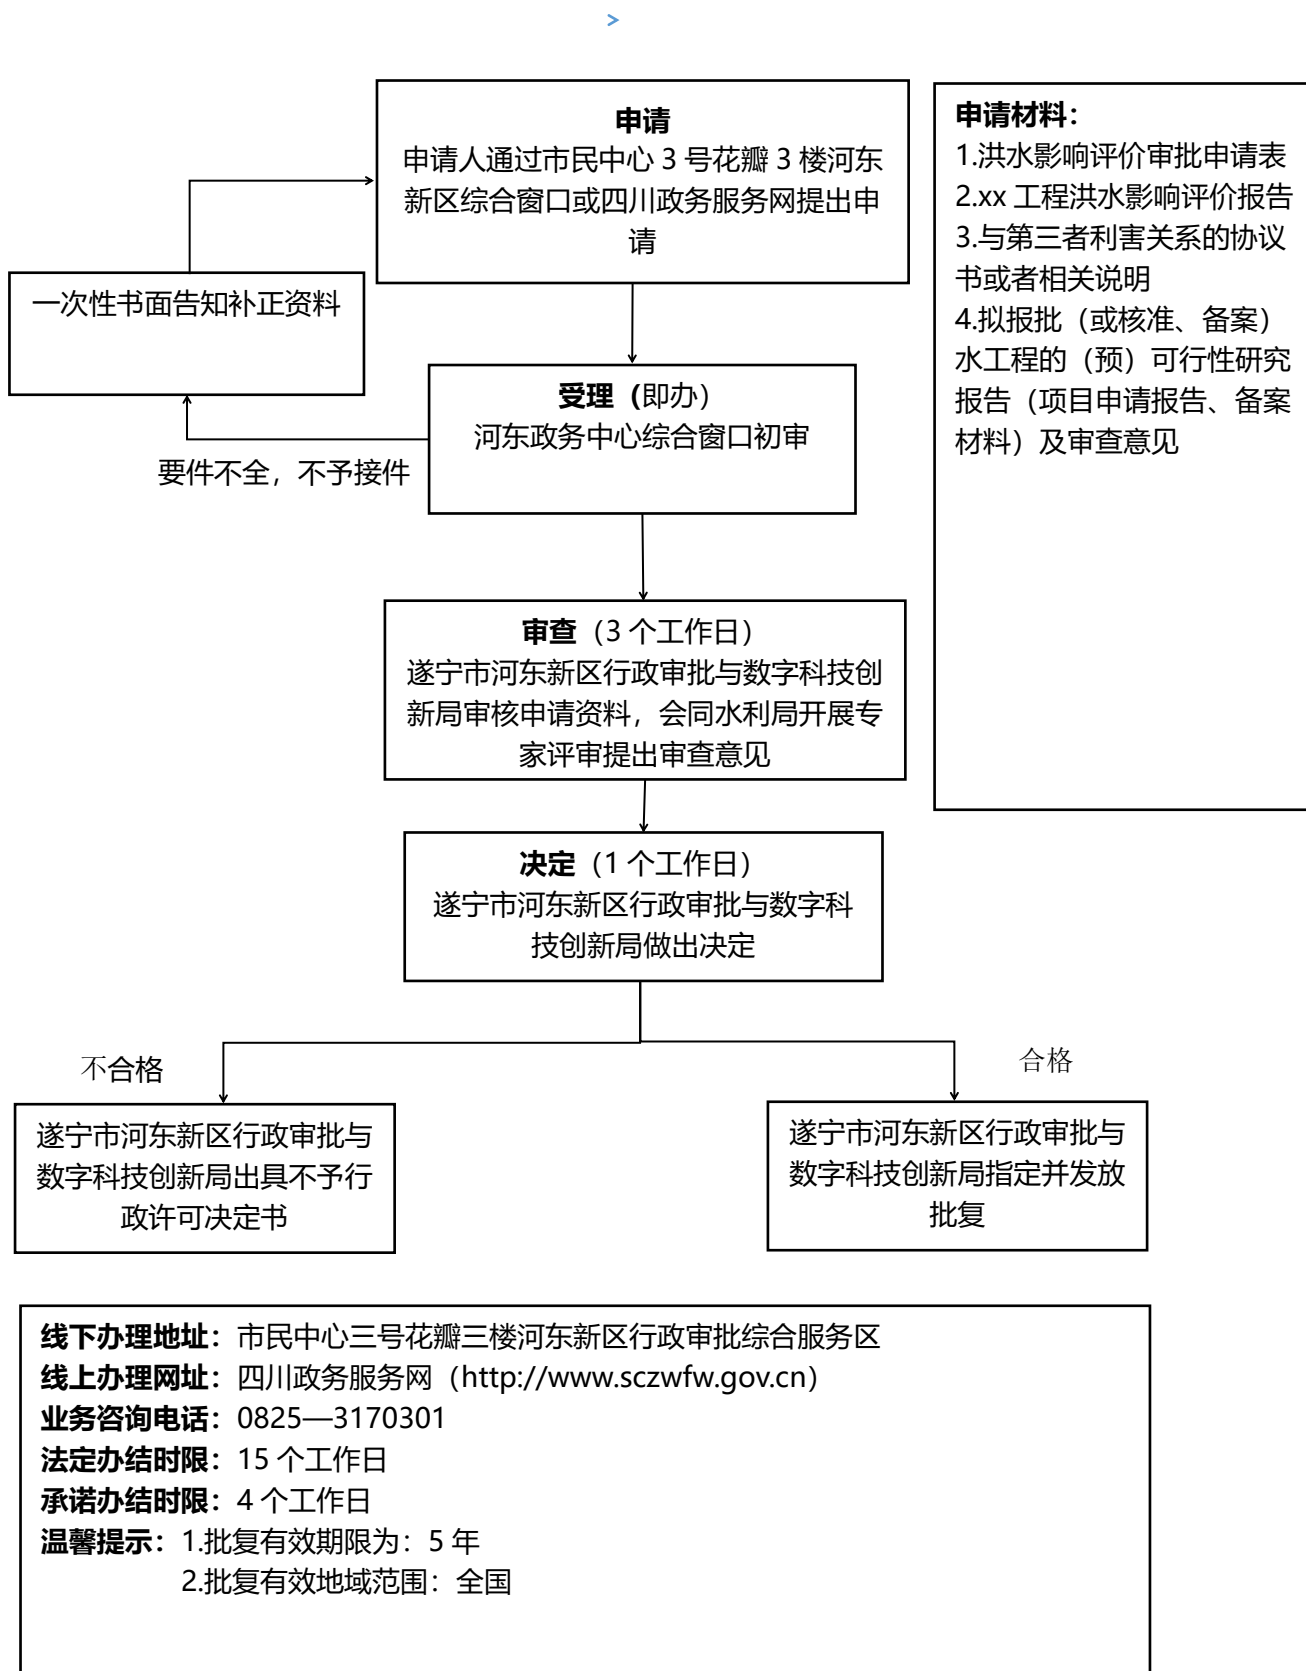 >
申请
申请人通过市民中心 3 号花瓣 3 楼河东
新区综合窗口或四川政务服务网提出申
请
申请材料：
1.洪水影响评价审批申请表
2.xx 工程洪水影响评价报告
3.与第三者利害关系的协议
书或者相关说明
4.拟报批（或核准、备案）
水工程的（预）可行性研究
报告（项目申请报告、备案
材料）及审查意见
一次性书面告知补正资料
受理（即办）
河东政务中心综合窗口初审
要件不全，不予接件
审查（3 个工作日）
遂宁市河东新区行政审批与数字科技创
新局审核申请资料，会同水利局开展专
家评审提出审查意见
决定（1 个工作日）
遂宁市河东新区行政审批与数字科
技创新局做出决定
不合格
合格
遂宁市河东新区行政审批与
数字科技创新局出具不予行
政许可决定书
遂宁市河东新区行政审批与
数字科技创新局指定并发放
批复
线下办理地址：市民中心三号花瓣三楼河东新区行政审批综合服务区
线上办理网址：四川政务服务网（http://www.sczwfw.gov.cn）
业务咨询电话：0825—3170301
法定办结时限：15 个工作日
承诺办结时限：4 个工作日
温馨提示：1.批复有效期限为：5 年
2.批复有效地域范围：全国